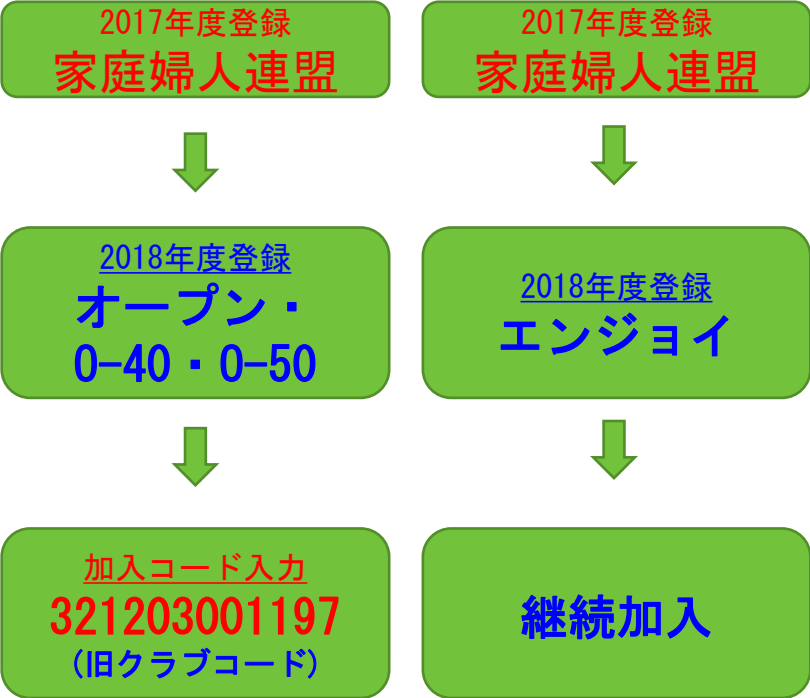 2017年度登録
家庭婦人連盟
2017年度登録
家庭婦人連盟
2018年度登録
オープン・
O-40・O-50
2018年度登録
エンジョイ
加入コード入力
321203001197
(旧クラブコード)
継続加入